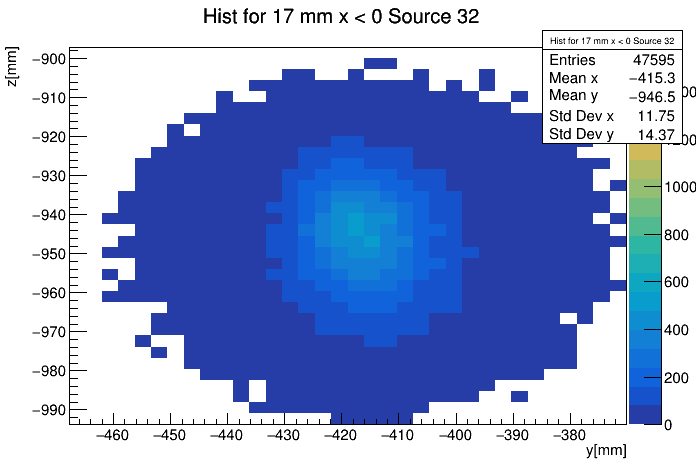 Hist for 17 mm x < 0 Source 32
z[mm]
−900
−910
−920
−930
−940
−950
−960
−970
−980
−990
−460 −450 −440 −430 −420 −410 −400 −390 −380
y[mm]
Hist for 17 mm x < 0 Source 32
Entries 47595
Mean x −415.3
Mean y −946.5
Std Dev x 11.75
Std Dev y 14.37
1000
800
600
400
200
0